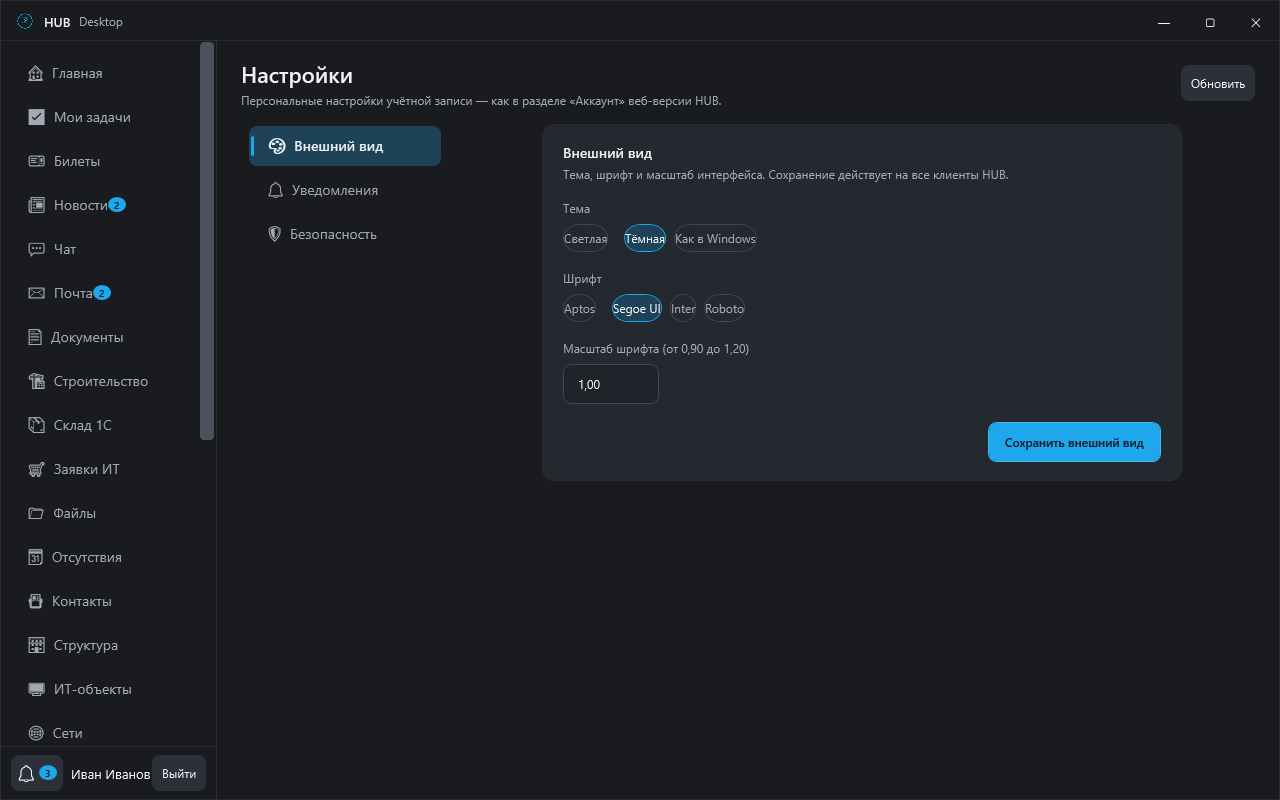 HUB Desktop
Главная
Мои задачи
Билеты
Новости 2
Чат
Почта 2
Документы
Строительство
Склад 1С
Заявки ИТ
Файлы
31 Отсутствия
Контакты
Структура
ИТ-объекты
Сети
3 Иван Иванов Выйти
Настройки
Персональные настройки учётной записи — как в разделе «Аккаунт» веб-версии HUB.
Обновить
Внешний вид
Уведомления
Безопасность
Внешний вид
Тема, шрифт и масштаб интерфейса. Сохранение действует на все клиенты HUB.
Тема
Светлая Тёмная Как в Windows
Шрифт
Aptos Segoe UI Inter Roboto
Масштаб шрифта (от 0,90 до 1,20)
1,00
Сохранить внешний вид